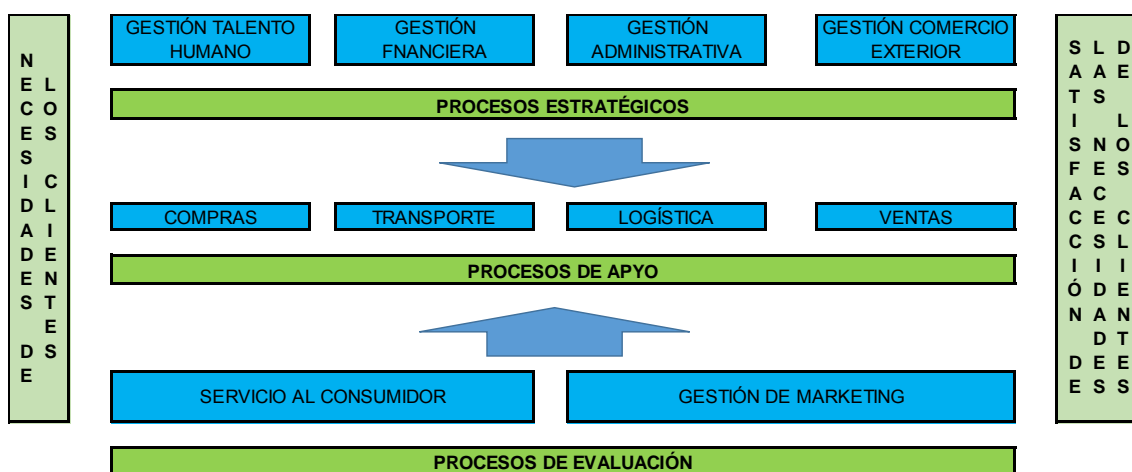 NECESIDADES DE
LOS CLIENTES
GESTIÓN TALENTO
HUMANO
GESTIÓN
FNANCIERA
GESTIÓN
ADMINISTRATIVA
GESTIÓN COMERCIO
EXTERIOR
PROCESOS ESTRATÉGICOS
COMPRAS
TRANSPORTE
LOGÍSTICA
VENTAS
PROCESOS DE APYO
SERVICIO AL CONSUMIDOR
GESTIÓN DE MARKETING
PROCESOS DE EVALUACIÓN
SATISFACCIÓN DE
LAS NECESIDADES
DE LOS CLIENTES